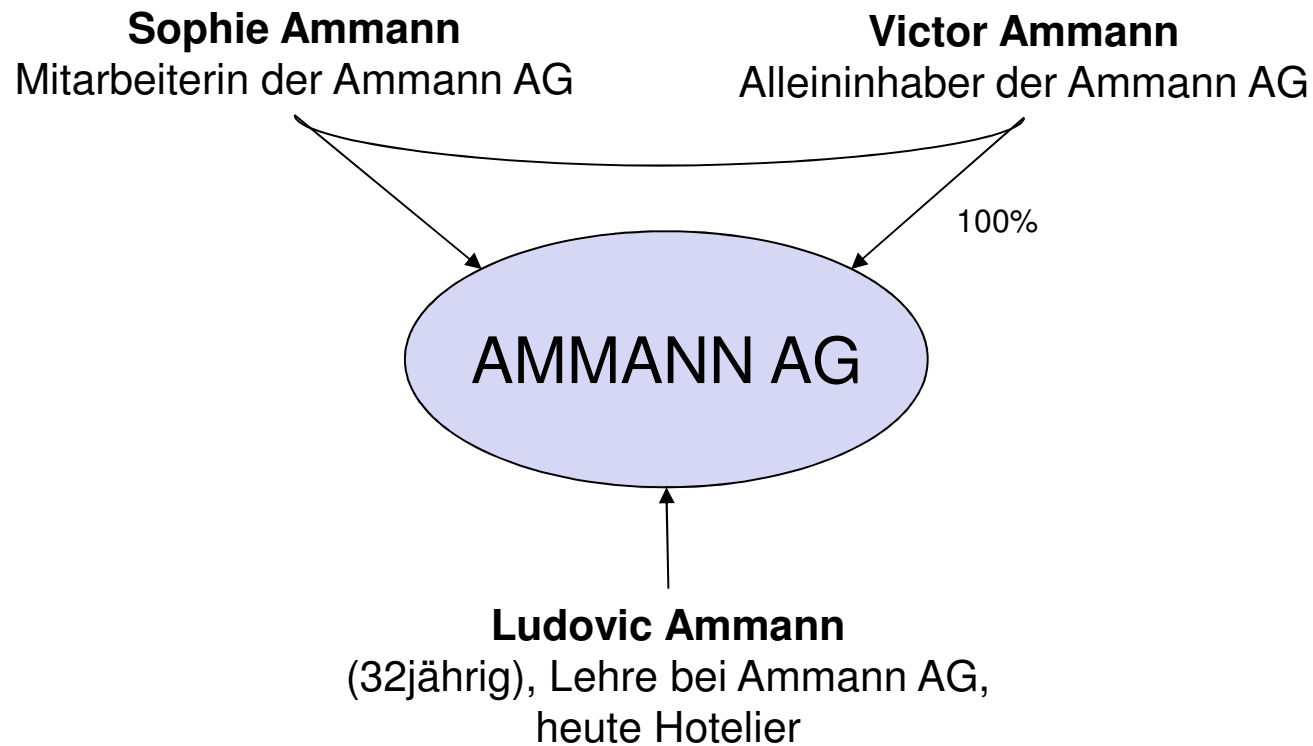 Sophie Ammann
Mitarbeiterin der Ammann AG
Victor Ammann
Alleininhaber der Ammann AG
100%
AMMANN AG
Ludovic Ammann
(32jährig), Lehre bei Ammann AG,
heute Hotelier